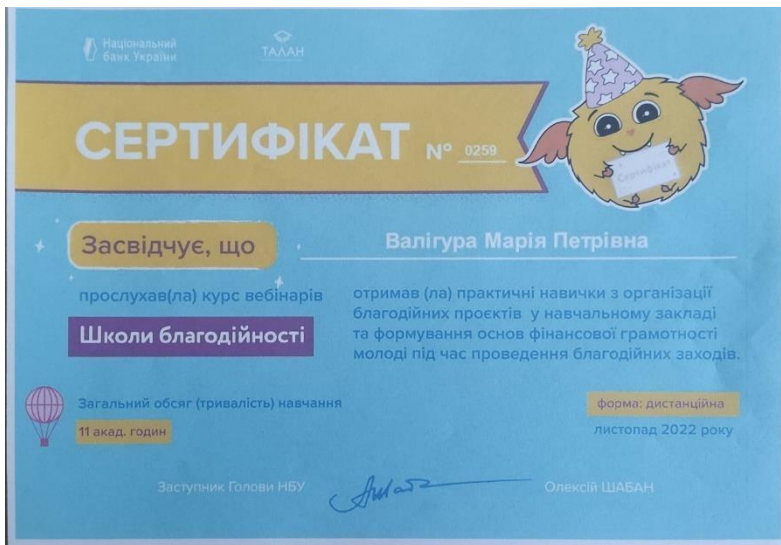 Національний
банк України
ТАЛАН
СЕРТИФІКАТ № 0259
Сертифікат
Засвідчує, що
Валігура Марія Петрівна
прослухав(ла) курс вебінарів
Школи благодійності
отримав (ла) практичні навички з організації
благодійних проєктів у навчальному закладі
та формування основ фінансової грамотності
молоді під час проведення благодійних заходів.
Загальний обсяг (тривалість) навчання
11 акад. годин
форма: дистанційна
листопад 2022 року
Заступник Голови НБУ
Олексій ШАБАН